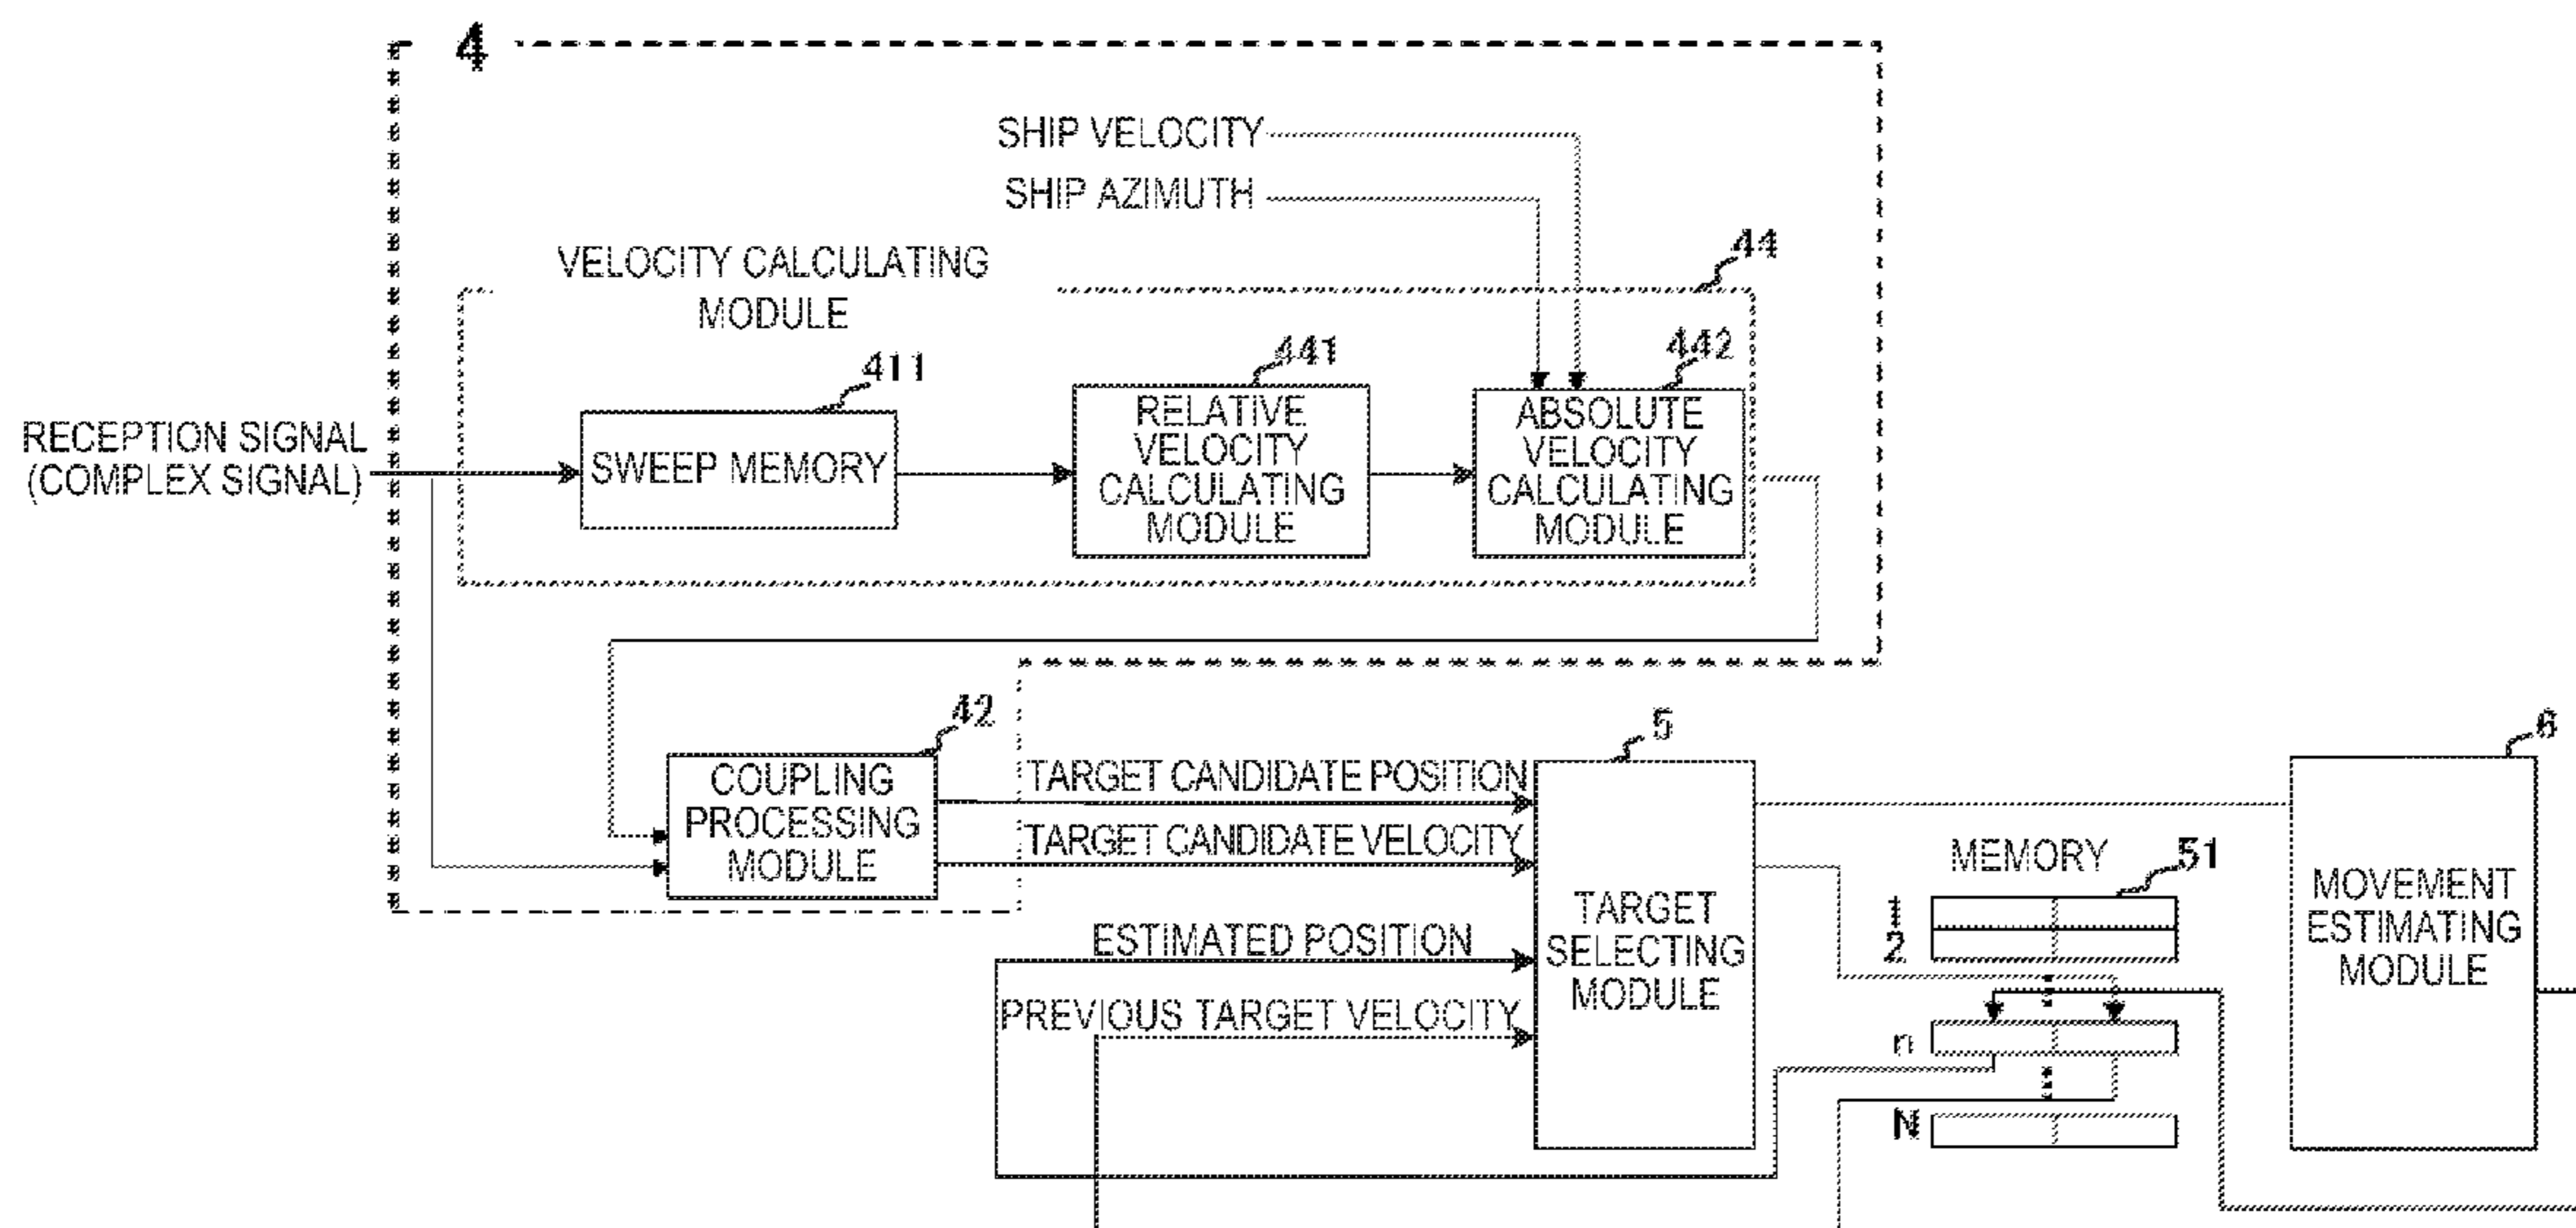 4
SHIP VELOCITY
SHIP AZIMUTH
44
VELOCITY CALCULATING
MODULE
411
441
442
RECEPTION SIGNAL
(COMPLEX SIGNAL)
SWEEP MEMORY
RELATIVE
VELOCITY
CALCULATING
MODULE
ABSOLUTE
VELOCITY
CALCULATING
MODULE
42
5
6
COUPLING
PROCESSING
MODULE
TARGET CANDIDATE POSITION
TARGET CANDIDATE VELOCITY
ESTIMATED POSITION
PREVIOUS TARGET VELOCITY
TARGET
SELECTING
MODULE
MEMORY
51
1
2
n
N
MOVEMENT
ESTIMATING
MODULE